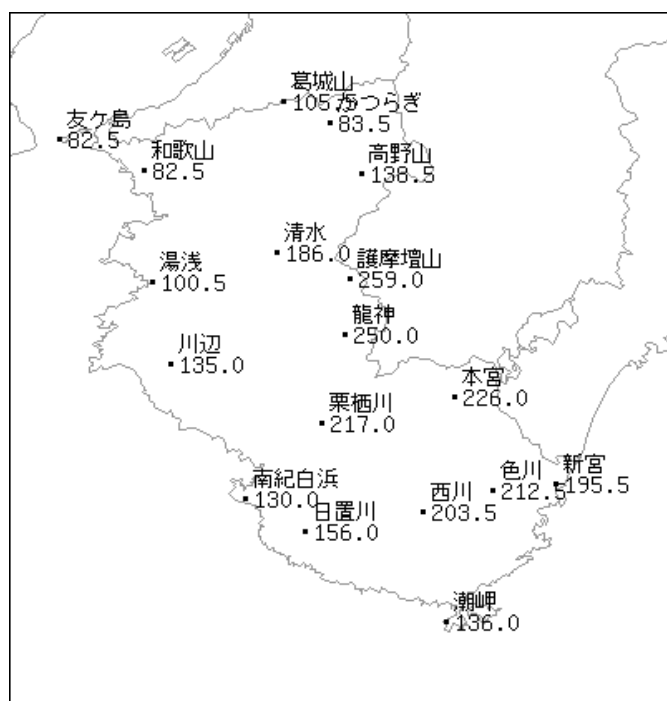 葛城山
105.5
かつらぎ
83.5
友ケ島
82.5
和歌山
82.5
高野山
138.5
清水
186.0
護摩壇山
259.0
湯浅
100.5
龍神
250.0
川辺
135.0
本宮
226.0
栗栖川
217.0
南紀白浜
130.0
日置川
156.0
西川
203.5
色川
212.5
新宮
195.5
潮岬
136.0